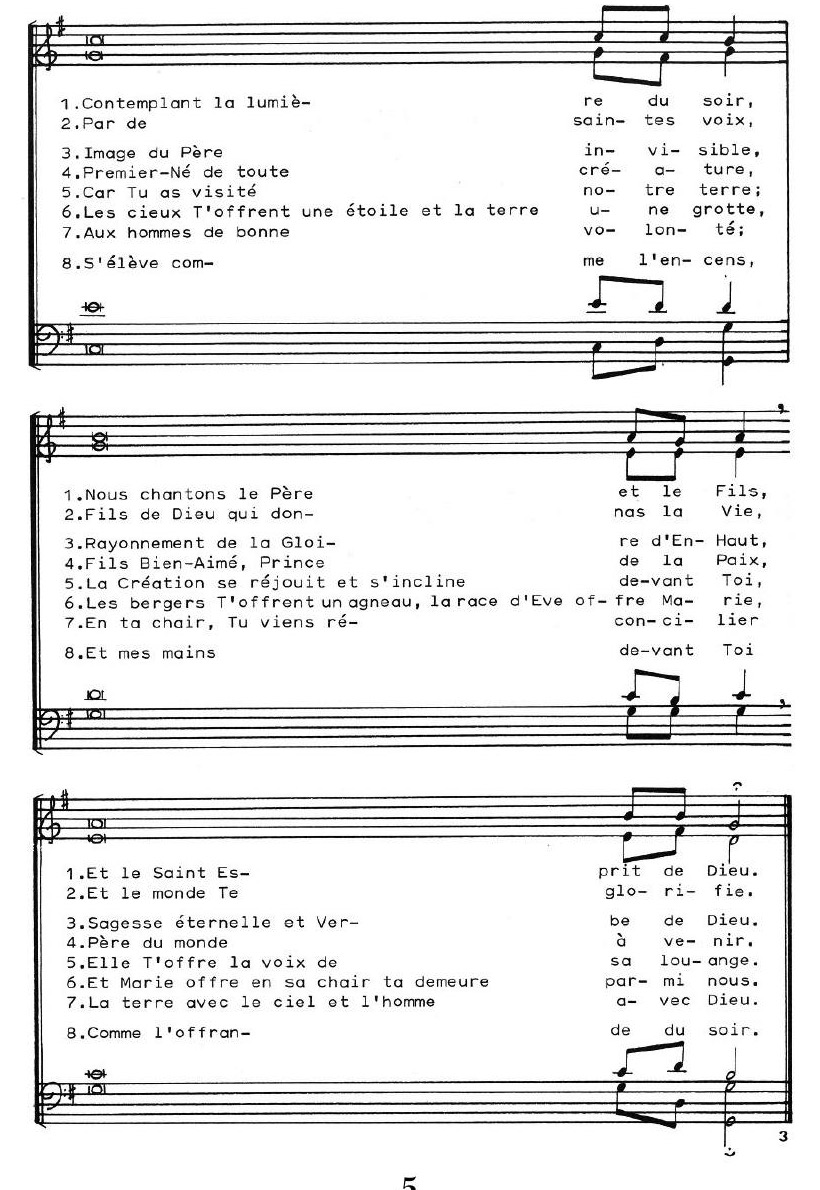 1.Contemplant la lumiè- re du soir,
2.Par de sain- tes voix,
3.Image du Père in- vi- sible,
4.Premier-Né de toute cré- a- ture,
5.Car Tu as visité no- tre terre;
6.Les cieux T'offrent une étoile et la terre u- ne grotte,
7.Aux hommes de bonne vo- lon- té;
8.S'élève com- me l'en- cens,
1.Nous chantons le Père et le Fils,
2.Fils de Dieu qui don- nas la Vie,
3.Rayonnement de la Gloi- re d'En- Haut,
4.Fils Bien-Aimé, Prince de la Paix,
5.La Création se réjouit et s'incline de-vant Toi,
6.Les bergers T'offrent un agneau, la race d'Eve of- fre Ma- rie,
7.En ta chair, Tu viens ré- con- ci- lier
8.Et mes mains de-vant Toi
1.Et le Saint Es- prit de Dieu.
2.Et le monde Te glo- ri- fie.
3.Sagesse éternelle et Ver- be de Dieu.
4.Père du monde à ve- nir.
5.Elle T'offre la voix de sa lou- ange.
6.Et Marie offre en sa chair ta demeure par- mi nous.
7.La terre avec le ciel et l'homme a- vec Dieu.
8.Comme l'offran- de du soir.
3
5